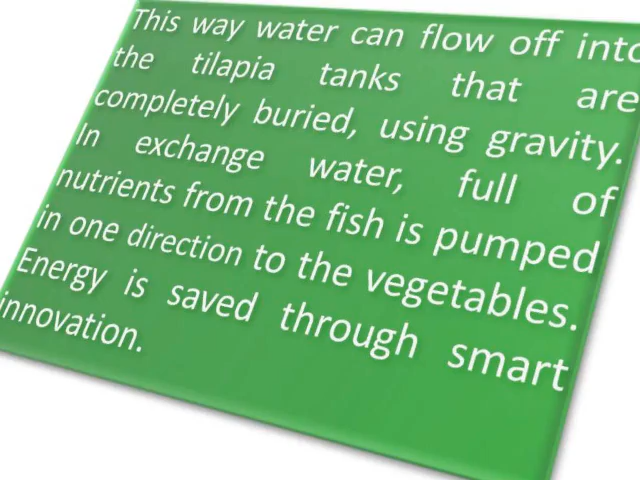 This way water can flow off into
the tilapia tanks that are
completely buried, using gravity.
In exchange water, full of
nutrients from the fish is pumped
in one direction to the vegetables.
Energy is saved through smart
innovation.